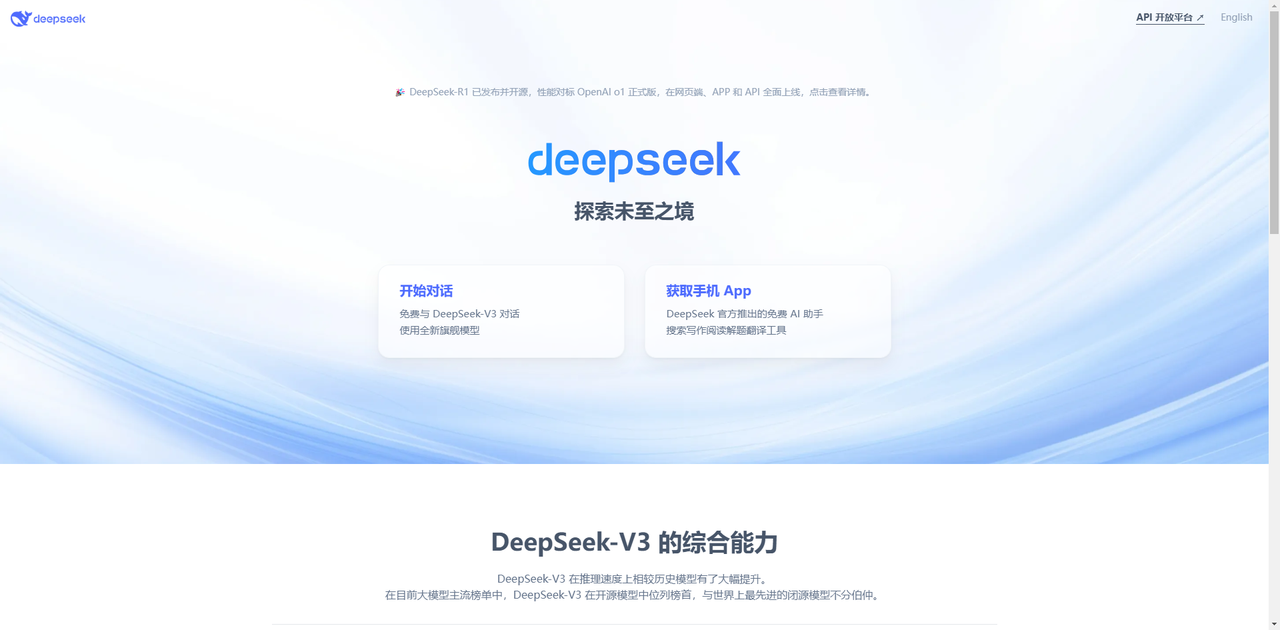 deepseek
API 开放平台 ↗
English
🎉 DeepSeek-R1 已发布并开源，性能对标 OpenAI o1 正式版，在网页端、APP 和 API 全面上线，点击查看详情。
deepseek
探索未至之境
开始对话
免费与 DeepSeek-V3 对话
使用全新旗舰模型
获取手机 App
DeepSeek 官方推出的免费 AI 助手
搜索写作阅读解题翻译工具
DeepSeek-V3 的综合能力
DeepSeek-V3 在推理速度上相较历史模型有了大幅提升。
在目前大模型主流榜单中，DeepSeek-V3 在开源模型中位列榜首，与世界上最先进的闭源模型不分伯仲。